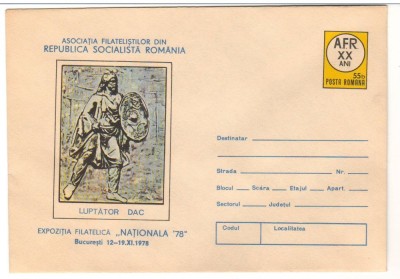 ASOCIAȚIA FILATELIȘTILOR DIN
REPUBLICA SOCIALISTĂ ROMÂNIA
AFR
XX
ANI
55b
POSTA ROMÂNĂ
Destinatar
Strada Nr.
Blocul Scara Etajul Apart.
Sectorul Județul
Codul Localitatea
LUPTĂTOR DAC
EXPOZIȚIA FILATELICĂ „NAȚIONALA '78"
București 12-19.XI.1978